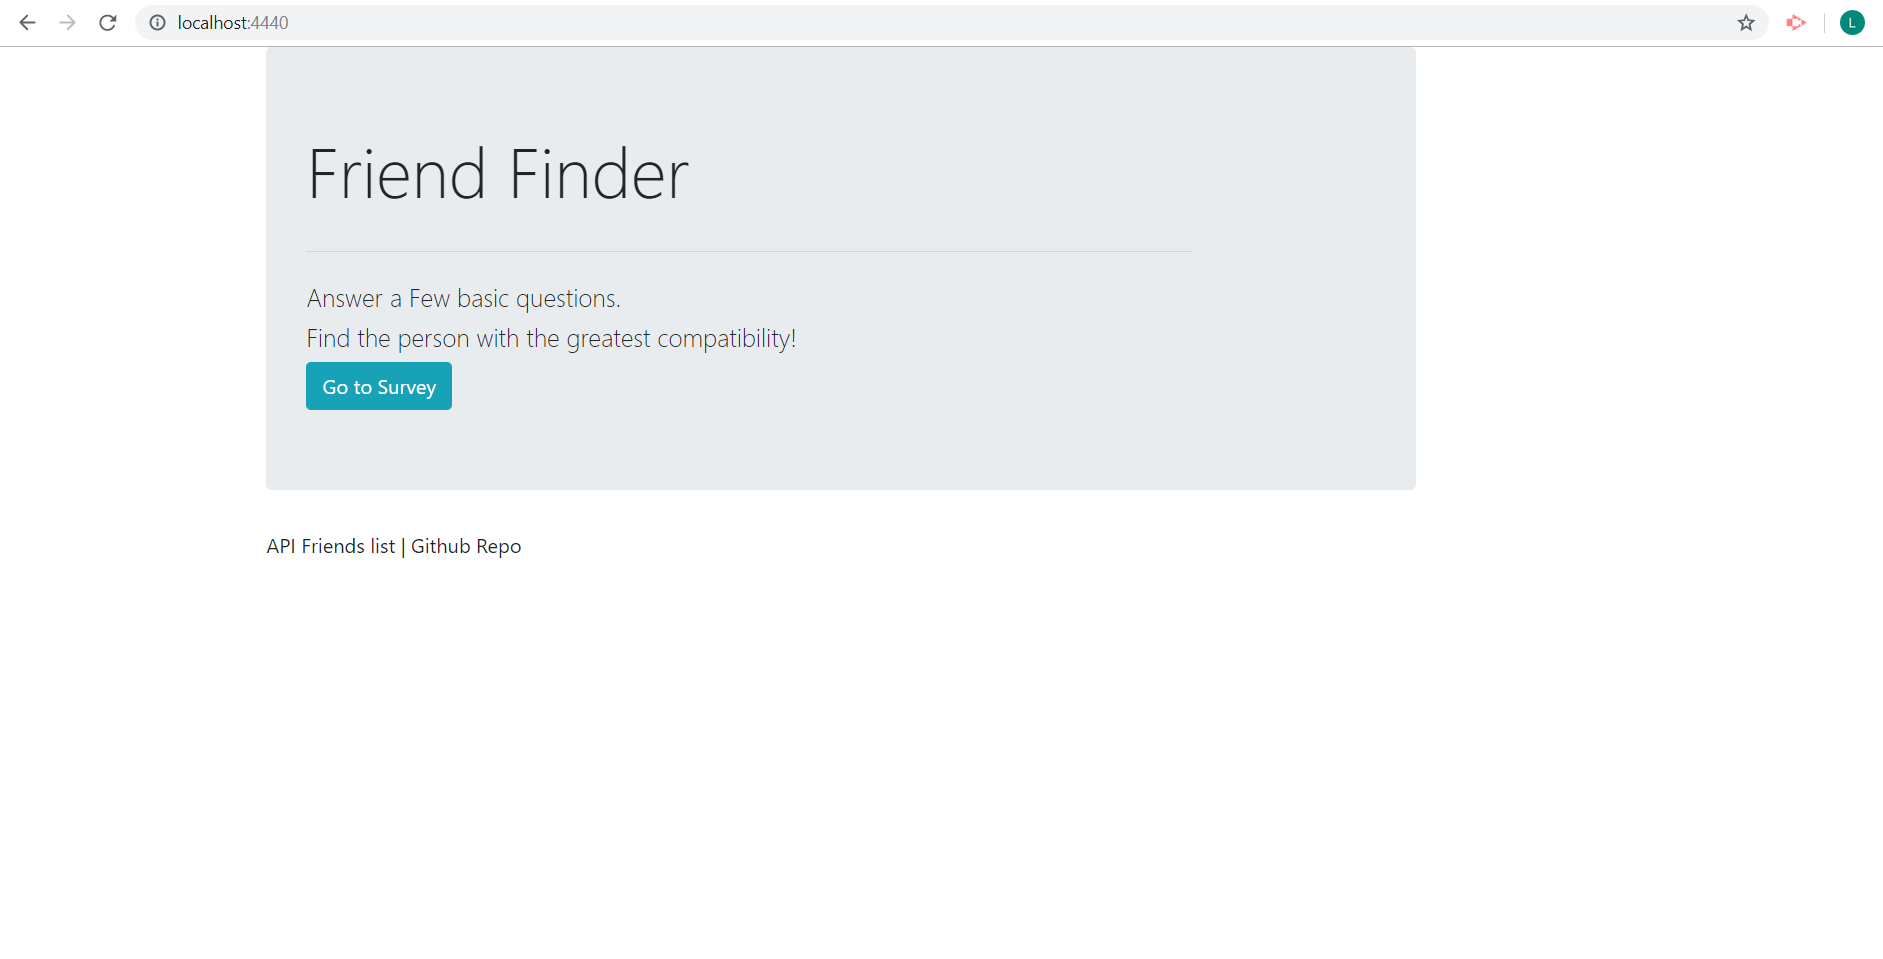 localhost:4440
L
Friend Finder
Answer a Few basic questions.
Find the person with the greatest compatibility!
Go to Survey
API Friends list | Github Repo